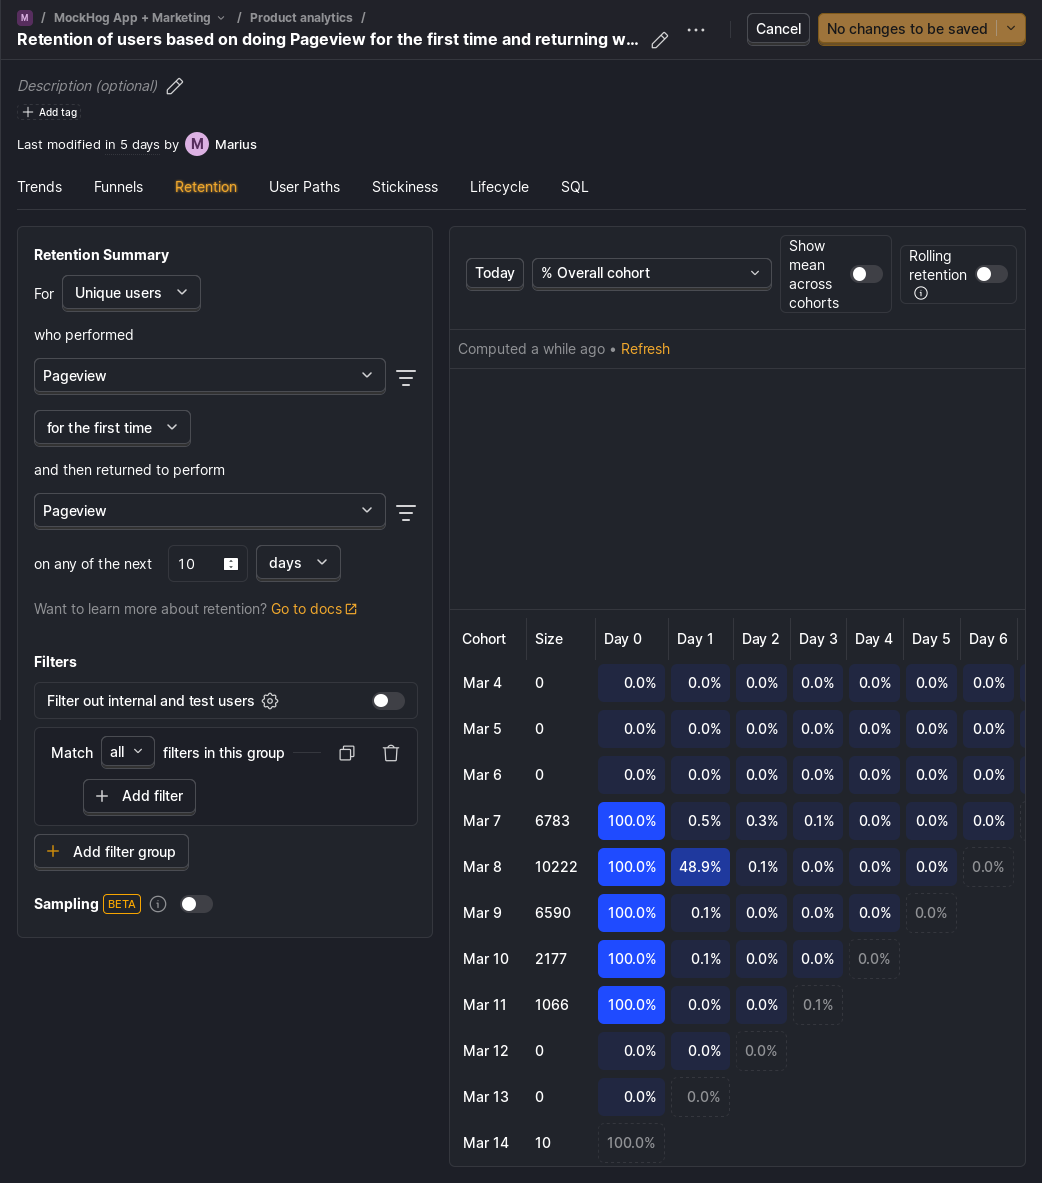 M / MockHog App + Marketing / Product analytics /
Retention of users based on doing Pageview for the first time and returning w...
Cancel
No changes to be saved
Description (optional)
Add tag
Last modified in 5 days by M Marius
Trends Funnels Retention User Paths Stickiness Lifecycle SQL
Retention Summary
For Unique users
who performed
Pageview
for the first time
and then returned to perform
Pageview
on any of the next 10 days
Want to learn more about retention? Go to docs
Filters
Filter out internal and test users
Match all filters in this group
Add filter
Add filter group
Sampling BETA
Today
% Overall cohort
Show
mean
across
cohorts
Rolling
retention
Computed a while ago • Refresh
Cohort Size Day 0 Day 1 Day 2 Day 3 Day 4 Day 5 Day 6
Mar 4 0 0.0% 0.0% 0.0% 0.0% 0.0% 0.0% 0.0%
Mar 5 0 0.0% 0.0% 0.0% 0.0% 0.0% 0.0% 0.0%
Mar 6 0 0.0% 0.0% 0.0% 0.0% 0.0% 0.0% 0.0%
Mar 7 6783 100.0% 0.5% 0.3% 0.1% 0.0% 0.0% 0.0%
Mar 8 10222 100.0% 48.9% 0.1% 0.0% 0.0% 0.0% 0.0%
Mar 9 6590 100.0% 0.1% 0.0% 0.0% 0.0% 0.0%
Mar 10 2177 100.0% 0.1% 0.0% 0.0% 0.0%
Mar 11 1066 100.0% 0.0% 0.0% 0.1%
Mar 12 0 0.0% 0.0% 0.0%
Mar 13 0 0.0% 0.0%
Mar 14 10 100.0%